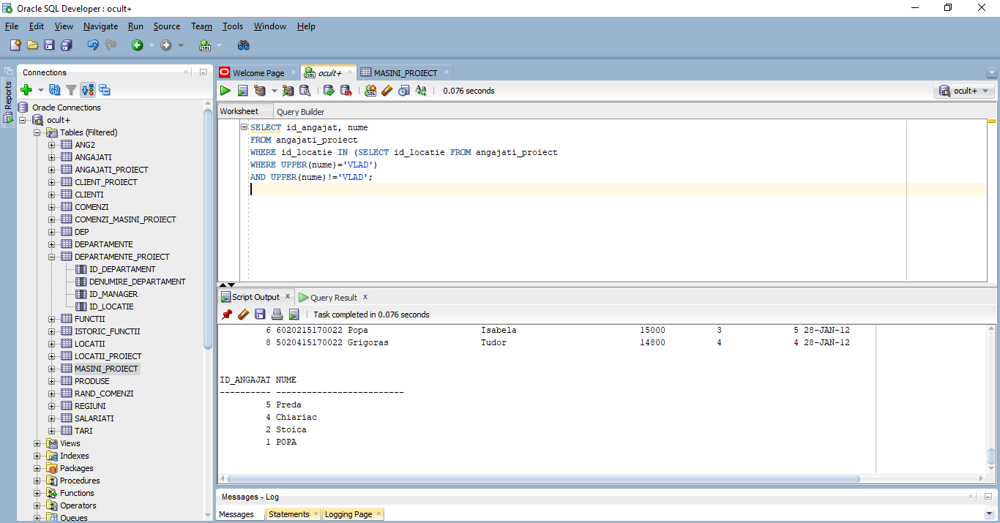 Oracle SQL Developer : ocult+
File Edit View Navigate Run Source Team Tools Window Help
Reports
Connections
Oracle Connections
ocult+
Tables (Filtered)
ANG2
ANGAJATI
ANGAJATI_PROIECT
CLIENT_PROIECT
CLIENTI
COMENZI
COMENZI_MASINI_PROIECT
DEP
DEPARTAMENTE
DEPARTAMENTE_PROIECT
ID_DEPARTAMENT
DENUMIRE_DEPARTAMENT
ID_MANAGER
ID_LOCATIE
FUNCTII
ISTORIC_FUNCTII
LOCATII
LOCATII_PROIECT
MASINI_PROIECT
PRODUSE
RAND_COMENZI
REGIUNI
SALARIATI
TARI
Views
Indexes
Packages
Procedures
Functions
Operators
Queues
Welcome Page ocult+ MASINI_PROIECT
0.076 seconds ocult+
Worksheet Query Builder
SELECT id_angajat, nume
FROM angajati_proiect
WHERE id_locatie IN (SELECT id_locatie FROM angajati_proiect
WHERE UPPER(nume)='VLAD')
AND UPPER(nume)!='VLAD';
Script Output x Query Result x
Task completed in 0.076 seconds
6 6020215170022 Popa Isabela 15000 3 5 28-JAN-12
8 5020415170022 Grigoras Tudor 14800 4 4 28-JAN-12
ID_ANGAJAT NUME
---------- -------------------------
5 Preda
4 Chiariac
2 Stoica
1 POPA
Messages - Log
Messages Statements Logging Page